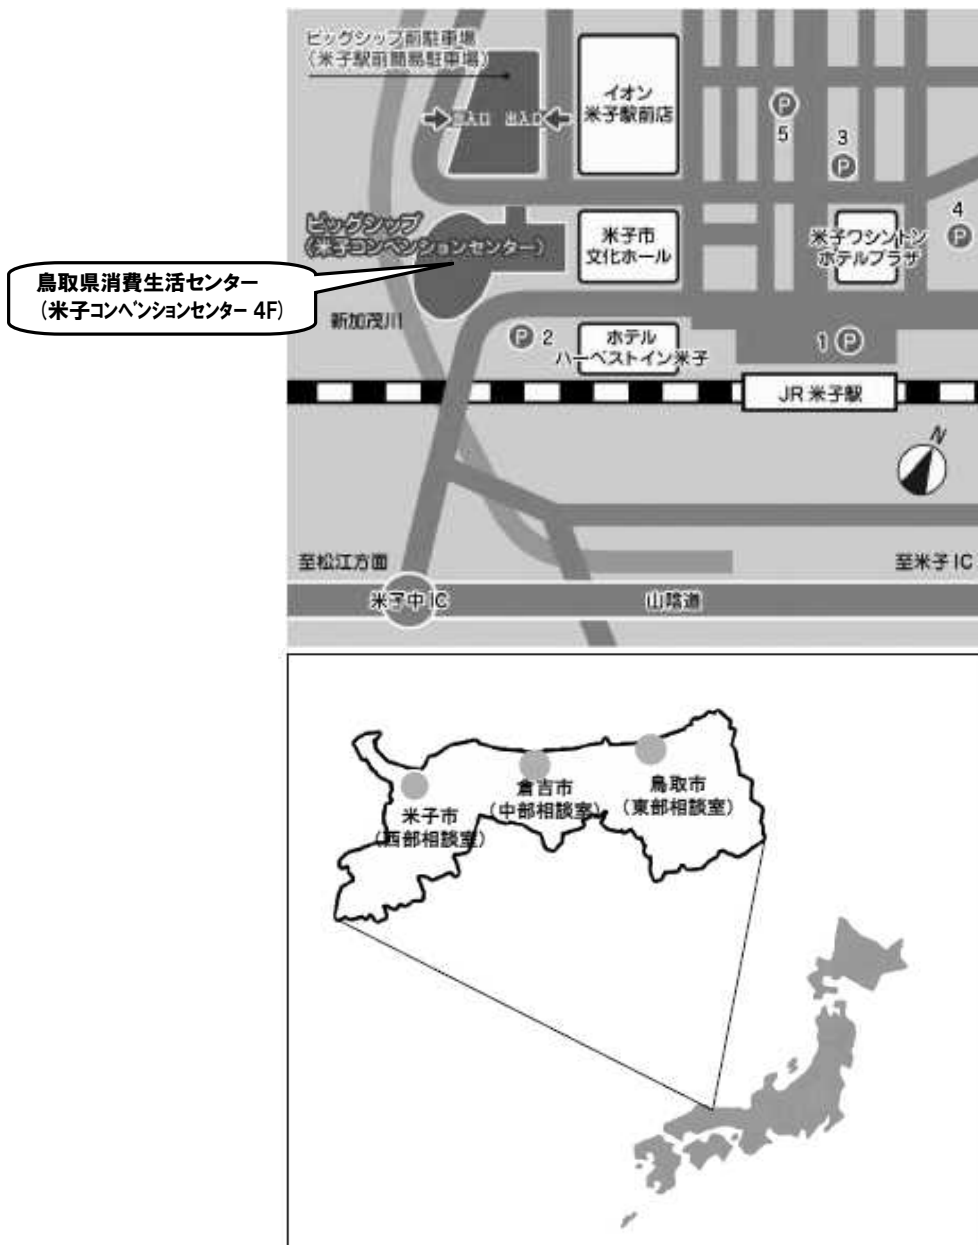 ビッグシップ前駐車場
(米子駅前簡易駐車場)
出入口 出入口
イオン
米子駅前店
P
5
3
P
4
P
ビッグシップ
(米子コンベンションセンター)
米子市
文化ホール
米子ワシントン
ホテルプラザ
鳥取県消費生活センター
(米子コンベンションセンター 4F)
新加茂川
P 2
ホテル
ハーベストイン米子
1 P
JR 米子駅
N
至松江方面
至米子 IC
米子中 IC
山陰道
米子市
(西部相談室)
倉吉市
(中部相談室)
鳥取市
(東部相談室)